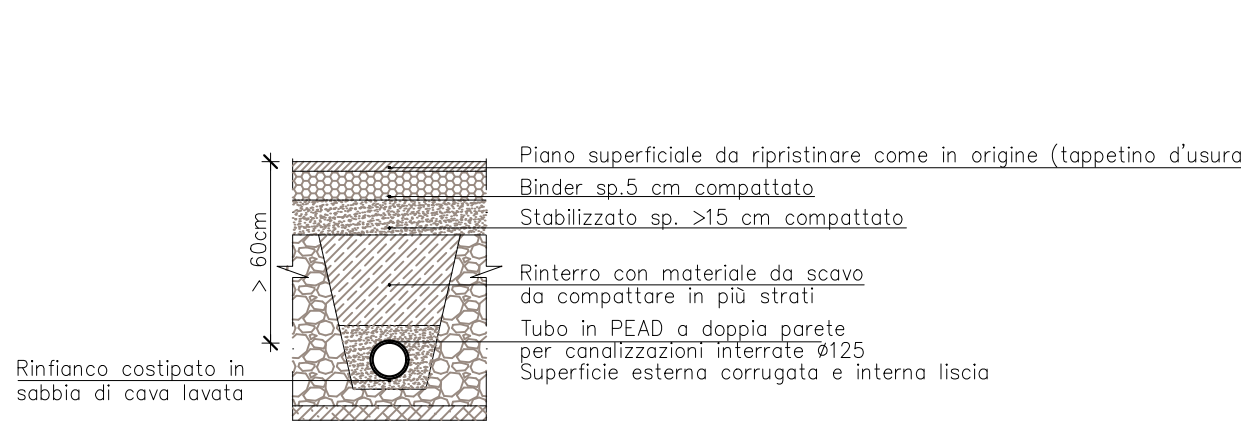 Piano superficiale da ripristinare come in origine (tappetino d'usura
Binder sp.5 cm compattato
Stabilizzato sp. >15 cm compattato
> 60cm
Rinterro con materiale da scavo
da compattare in più strati
Tubo in PEAD a doppia parete
per canalizzazioni interrate Ø125
Superficie esterna corrugata e interna liscia
Rinfianco costipato in
sabbia di cava lavata